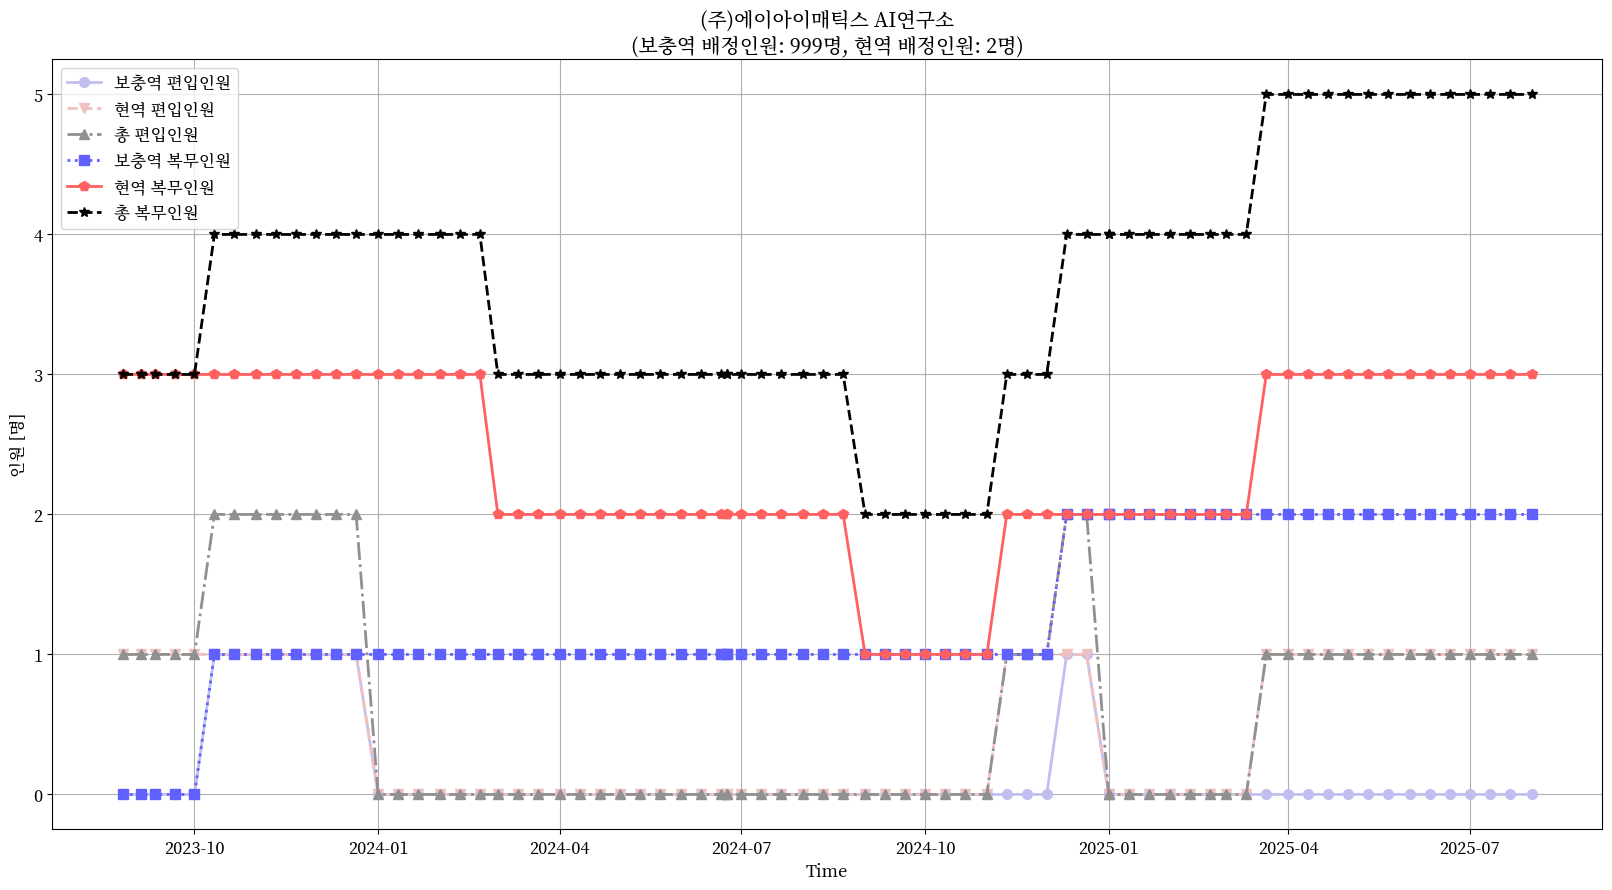 (주)에이아이매틱스 AI연구소
(보충역 배정인원: 999명, 현역 배정인원: 2명)
보충역 편입인원
현역 편입인원
총 편입인원
보충역 복무인원
현역 복무인원
총 복무인원
인원 [명]
5
4
3
2
1
0
2023-10
2024-01
2024-04
2024-07
2024-10
2025-01
2025-04
2025-07
Time